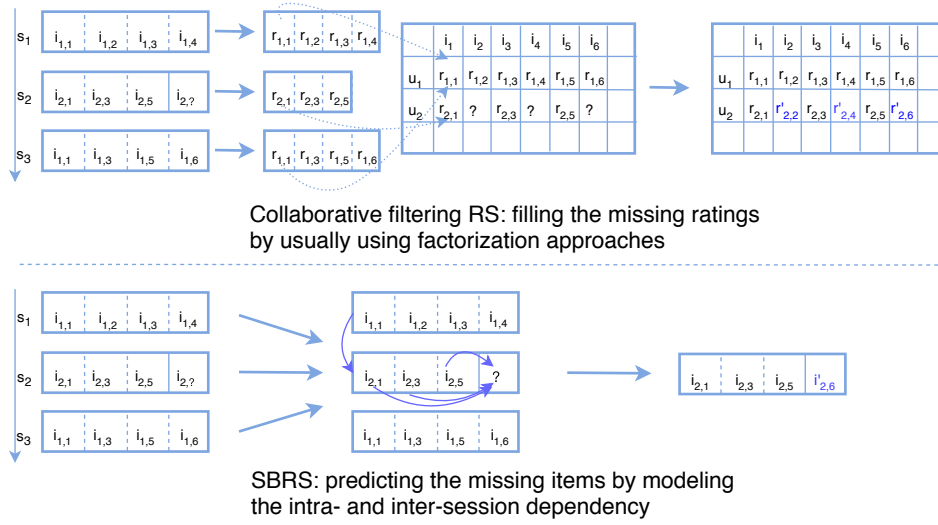 s1 i1,1 i1,2 i1,3 i1,4 r1,1 r1,2 r1,3 r1,4
s2 i2,1 i2,3 i2,5 i2,? r2,1 r2,3 r2,5
s3 i1,1 i1,3 i1,5 i1,6 r1,1 r1,3 r1,5 r1,6
i1 i2 i3 i4 i5 i6
u1 r1,1 r1,2 r1,3 r1,4 r1,5 r1,6
u2 r2,1 ? r2,3 ? r2,5 ?
i1 i2 i3 i4 i5 i6
u1 r1,1 r1,2 r1,3 r1,4 r1,5 r1,6
u2 r2,1 r'2,2 r2,3 r'2,4 r2,5 r'2,6
Collaborative filtering RS: filling the missing ratings
by usually using factorization approaches
s1 i1,1 i1,2 i1,3 i1,4 i1,1 i1,2 i1,3 i1,4
s2 i2,1 i2,3 i2,5 i2,? i2,1 i2,3 i2,5 ? i2,1 i2,3 i2,5 i'2,6
s3 i1,1 i1,3 i1,5 i1,6 i1,1 i1,3 i1,5 i1,6
SBRS: predicting the missing items by modeling
the intra- and inter-session dependency